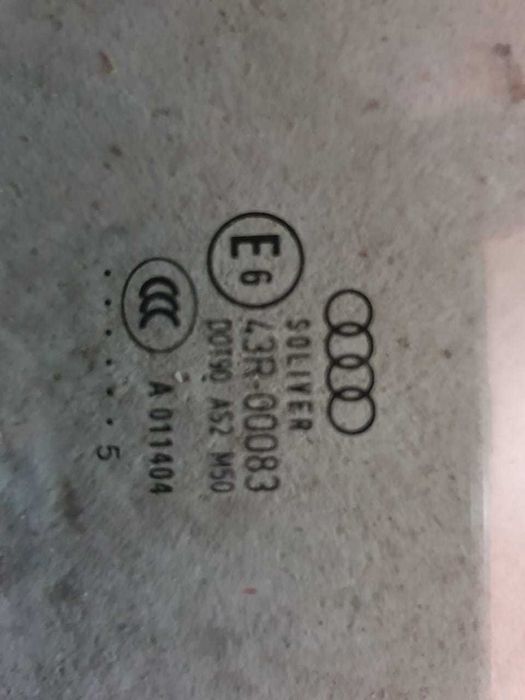 SOLIVER
E6 43R-00083
DOT90 AS2 M50
CCC A 011404
. . . . . . . 5